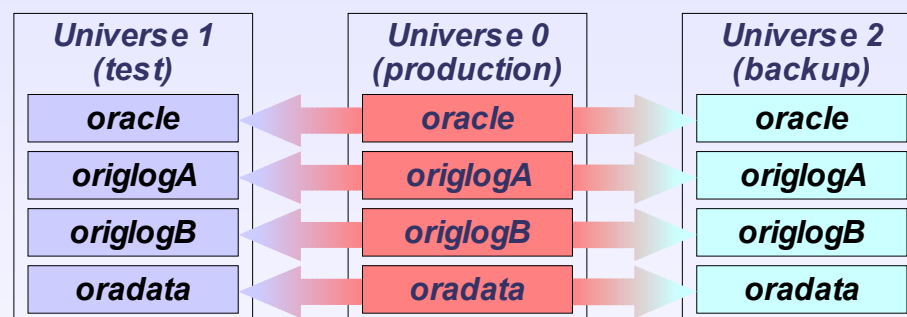 Universe 1
(test)
oracle
origlogA
origlogB
oradata
Universe 0
(production)
oracle
origlogA
origlogB
oradata
Universe 2
(backup)
oracle
origlogA
origlogB
oradata